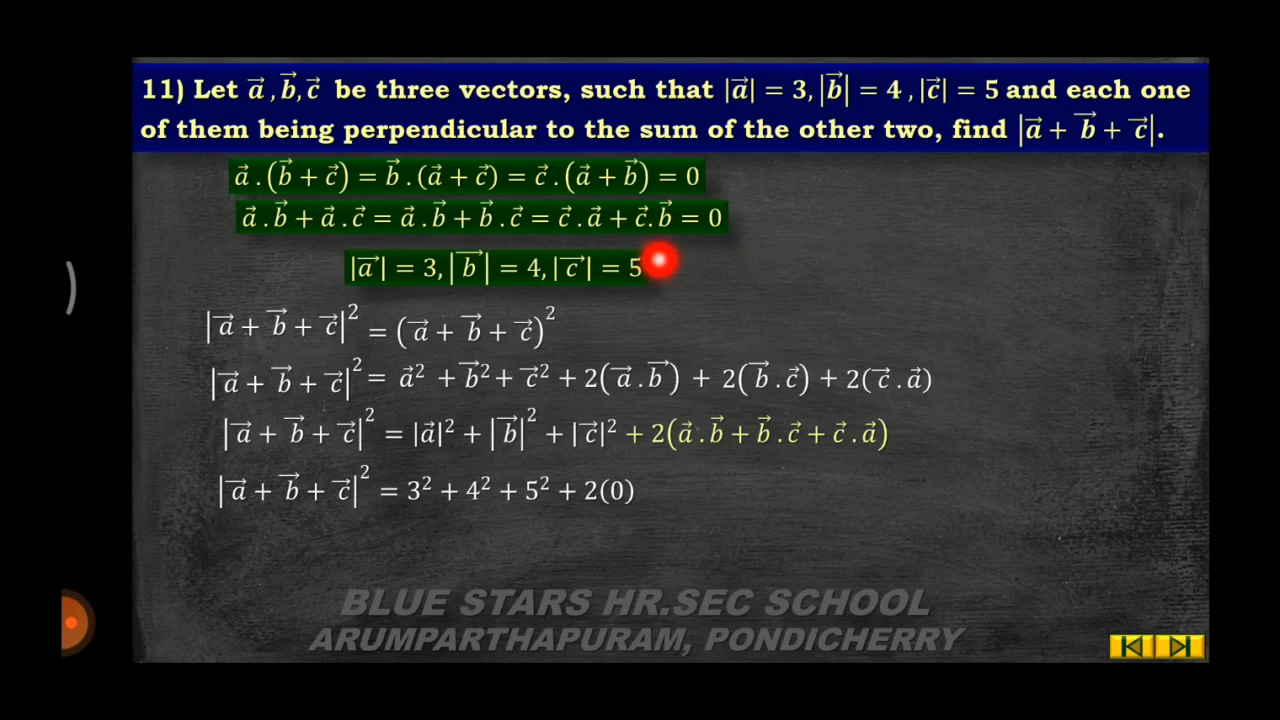 11) Let a⃗ , b⃗, c⃗ be three vectors, such that |a⃗| = 3, |b⃗| = 4 , |c⃗| = 5 and each one
of them being perpendicular to the sum of the other two, find |a⃗ + b⃗ + c⃗|.
a⃗ . (b⃗ + c⃗) = b⃗ . (a⃗ + c⃗) = c⃗ . (a⃗ + b⃗) = 0
a⃗ . b⃗ + a⃗ . c⃗ = a⃗ . b⃗ + b⃗ . c⃗ = c⃗ . a⃗ + c⃗. b⃗ = 0
|a⃗| = 3, |b⃗| = 4, |c⃗| = 5
|a⃗ + b⃗ + c⃗|² = (a⃗ + b⃗ + c⃗)²
|a⃗ + b⃗ + c⃗|² = a⃗² + b⃗² + c⃗² + 2(a⃗ . b⃗) + 2(b⃗ . c⃗) + 2(c⃗ . a⃗)
|a⃗ + b⃗ + c⃗|² = |a⃗|² + |b⃗|² + |c⃗|² + 2(a⃗ . b⃗ + b⃗ . c⃗ + c⃗ . a⃗)
|a⃗ + b⃗ + c⃗|² = 3² + 4² + 5² + 2(0)
BLUE STARS HR.SEC SCHOOL
ARUMPARTHAPURAM, PONDICHERRY